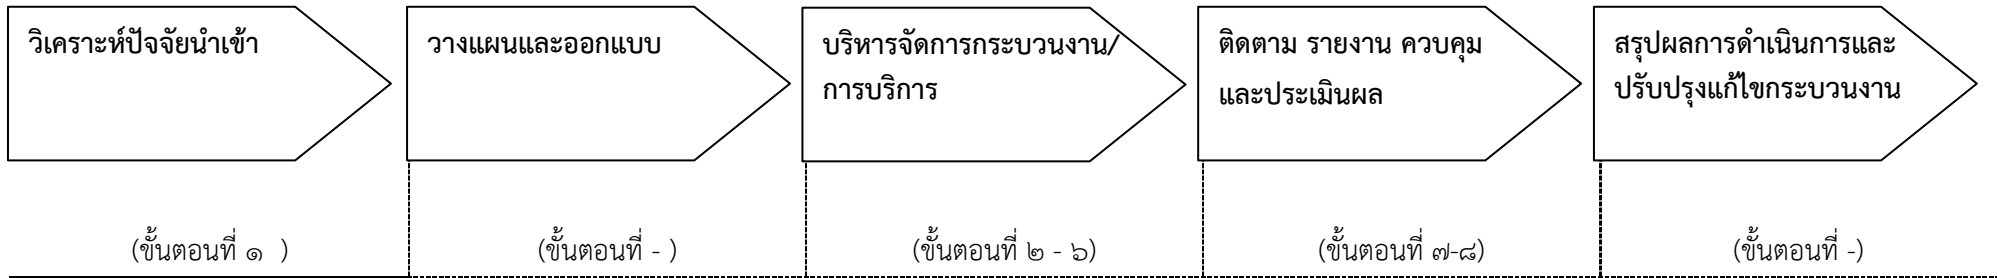 วิเคราะห์ปัจจัยนำเข้า
วางแผนและออกแบบ
บริหารจัดการกระบวนงาน/
การบริการ
ติดตาม รายงาน ควบคุม
และประเมินผล
สรุปผลการดำเนินการและ
ปรับปรุงแก้ไขกระบวนงาน
(ขั้นตอนที่ ๑ )
(ขั้นตอนที่ - )
(ขั้นตอนที่ ๒ - ๖)
(ขั้นตอนที่ ๗-๘)
(ขั้นตอนที่ -)